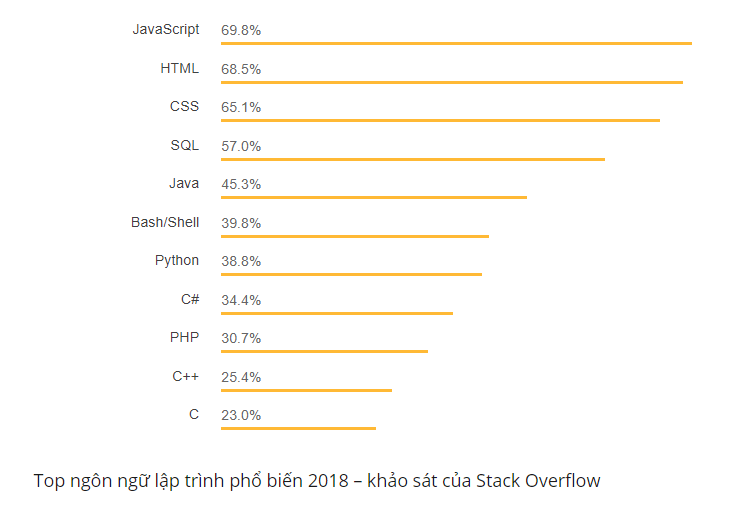 JavaScript 69.8%
HTML 68.5%
CSS 65.1%
SQL 57.0%
Java 45.3%
Bash/Shell 39.8%
Python 38.8%
C# 34.4%
PHP 30.7%
C++ 25.4%
C 23.0%
Top ngôn ngữ lập trình phổ biến 2018 – khảo sát của Stack Overflow